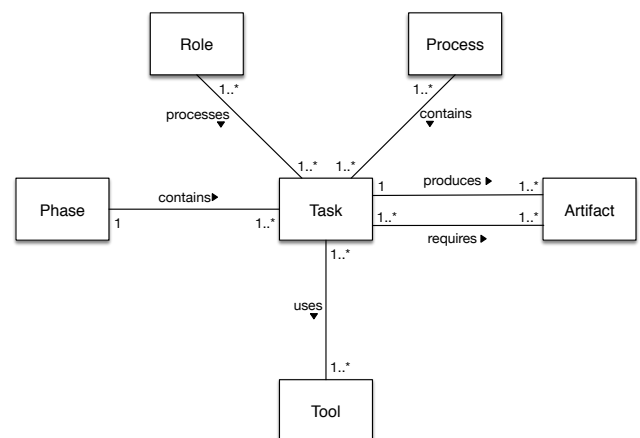 Role
Process
1..*
1..*
processes
contains
1..*
1..*
1
produces
1..*
Phase
contains
Task
Artifact
1
1..*
1..*
1..*
requires
1..*
uses
1..*
Tool